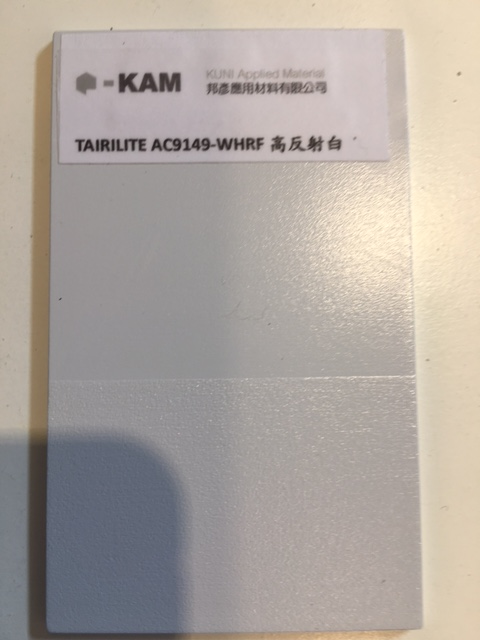 -KAM
KUNI Applied Material
邦彥應用材料有限公司
TAIRILITE AC9149-WHRF 高反射白